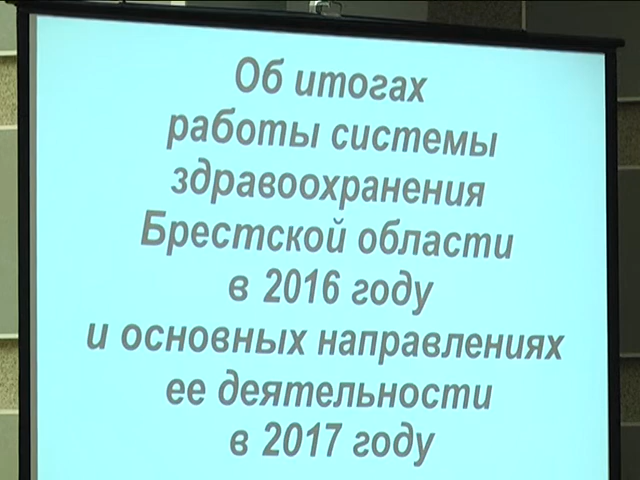 Об итогах
работы системы
здравоохранения
Брестской области
в 2016 году
и основных направлениях
ее деятельности
в 2017 году